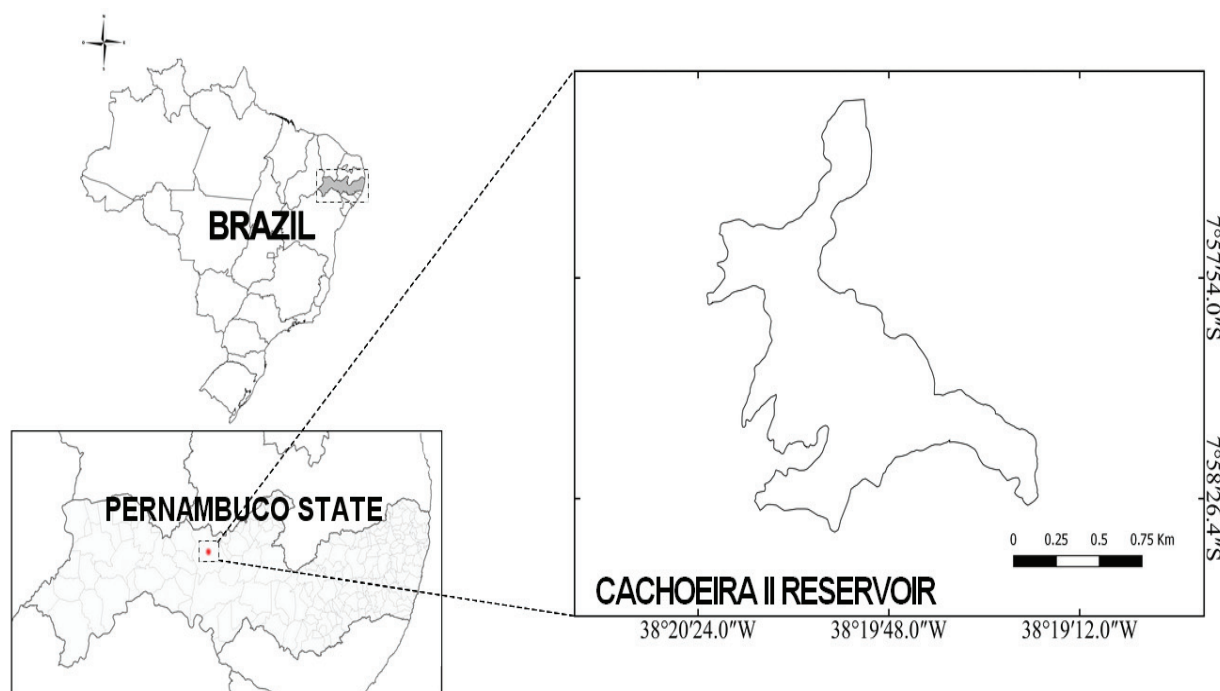 BRAZIL
PERNAMBUCO STATE
7°57'54.0"S
7°58'26.4"S
0 0.25 0.5 0.75 Km
CACHOEIRA II RESERVOIR
38°20'24.0"W 38°19'48.0"W 38°19'12.0"W